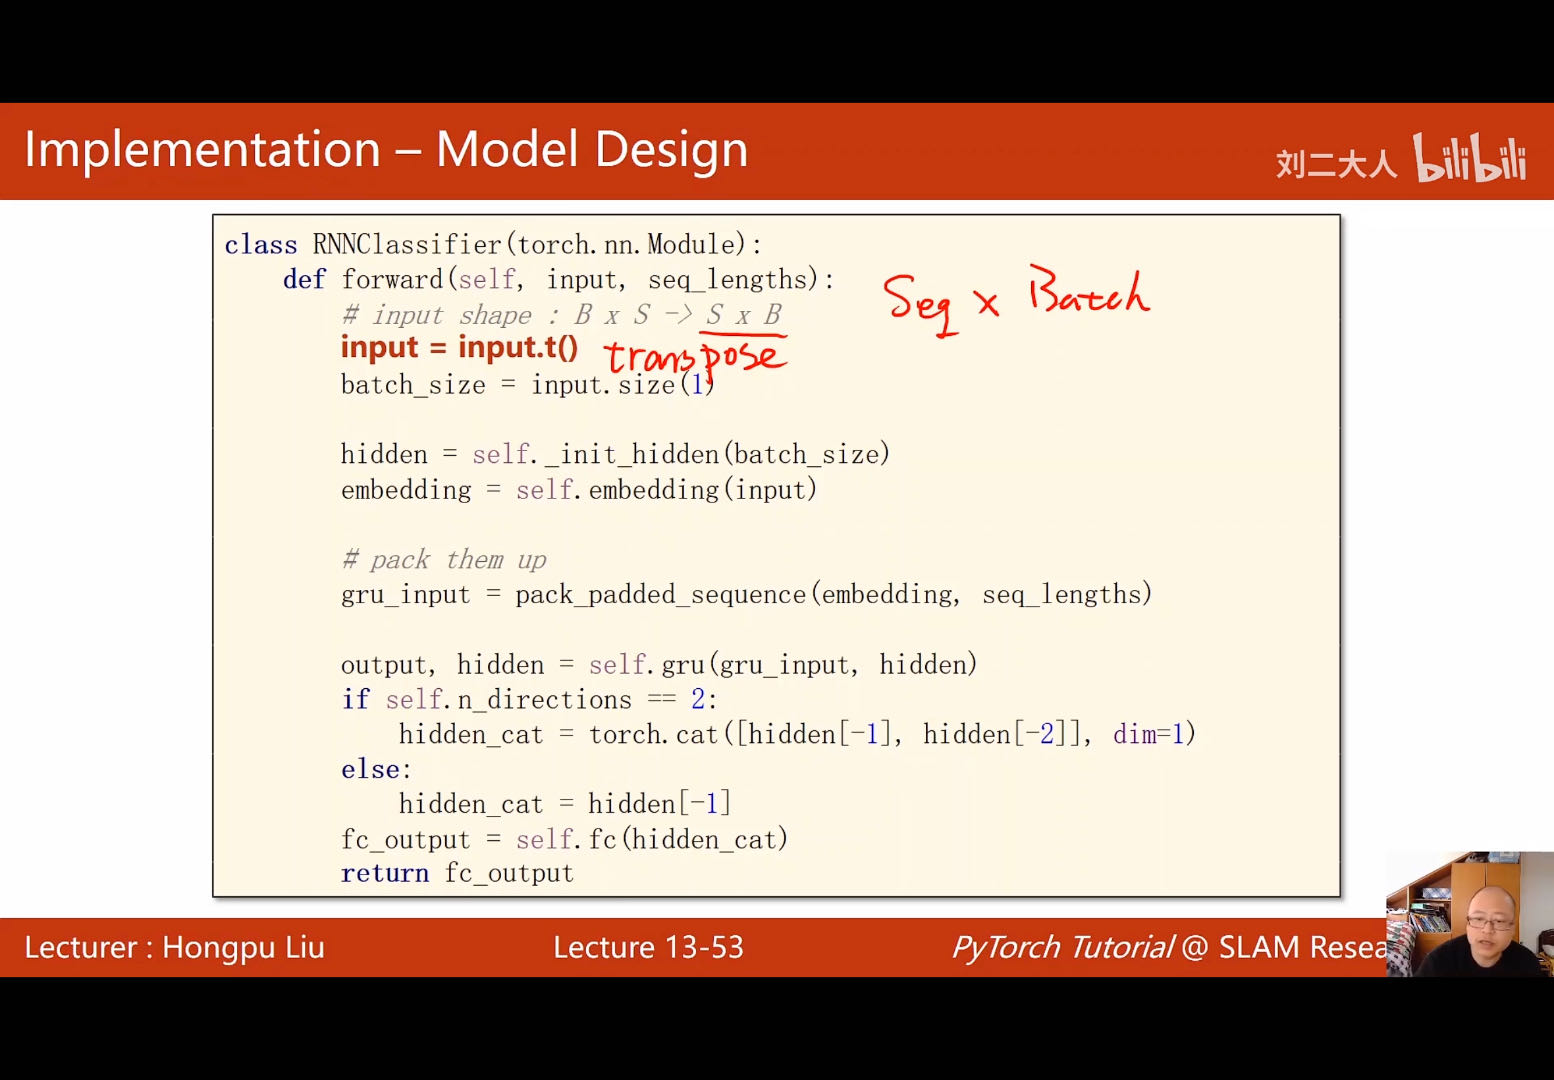 Implementation – Model Design
刘二大人 bilibili
class RNNClassifier(torch.nn.Module):
def forward(self, input, seq_lengths):
# input shape : B x S -> S x B
Seq x Batch
input = input.t()
transpose
batch_size = input.size(1)
hidden = self._init_hidden(batch_size)
embedding = self.embedding(input)
# pack them up
gru_input = pack_padded_sequence(embedding, seq_lengths)
output, hidden = self.gru(gru_input, hidden)
if self.n_directions == 2:
hidden_cat = torch.cat([hidden[-1], hidden[-2]], dim=1)
else:
hidden_cat = hidden[-1]
fc_output = self.fc(hidden_cat)
return fc_output
Lecturer : Hongpu Liu
Lecture 13-53
PyTorch Tutorial @ SLAM Resea